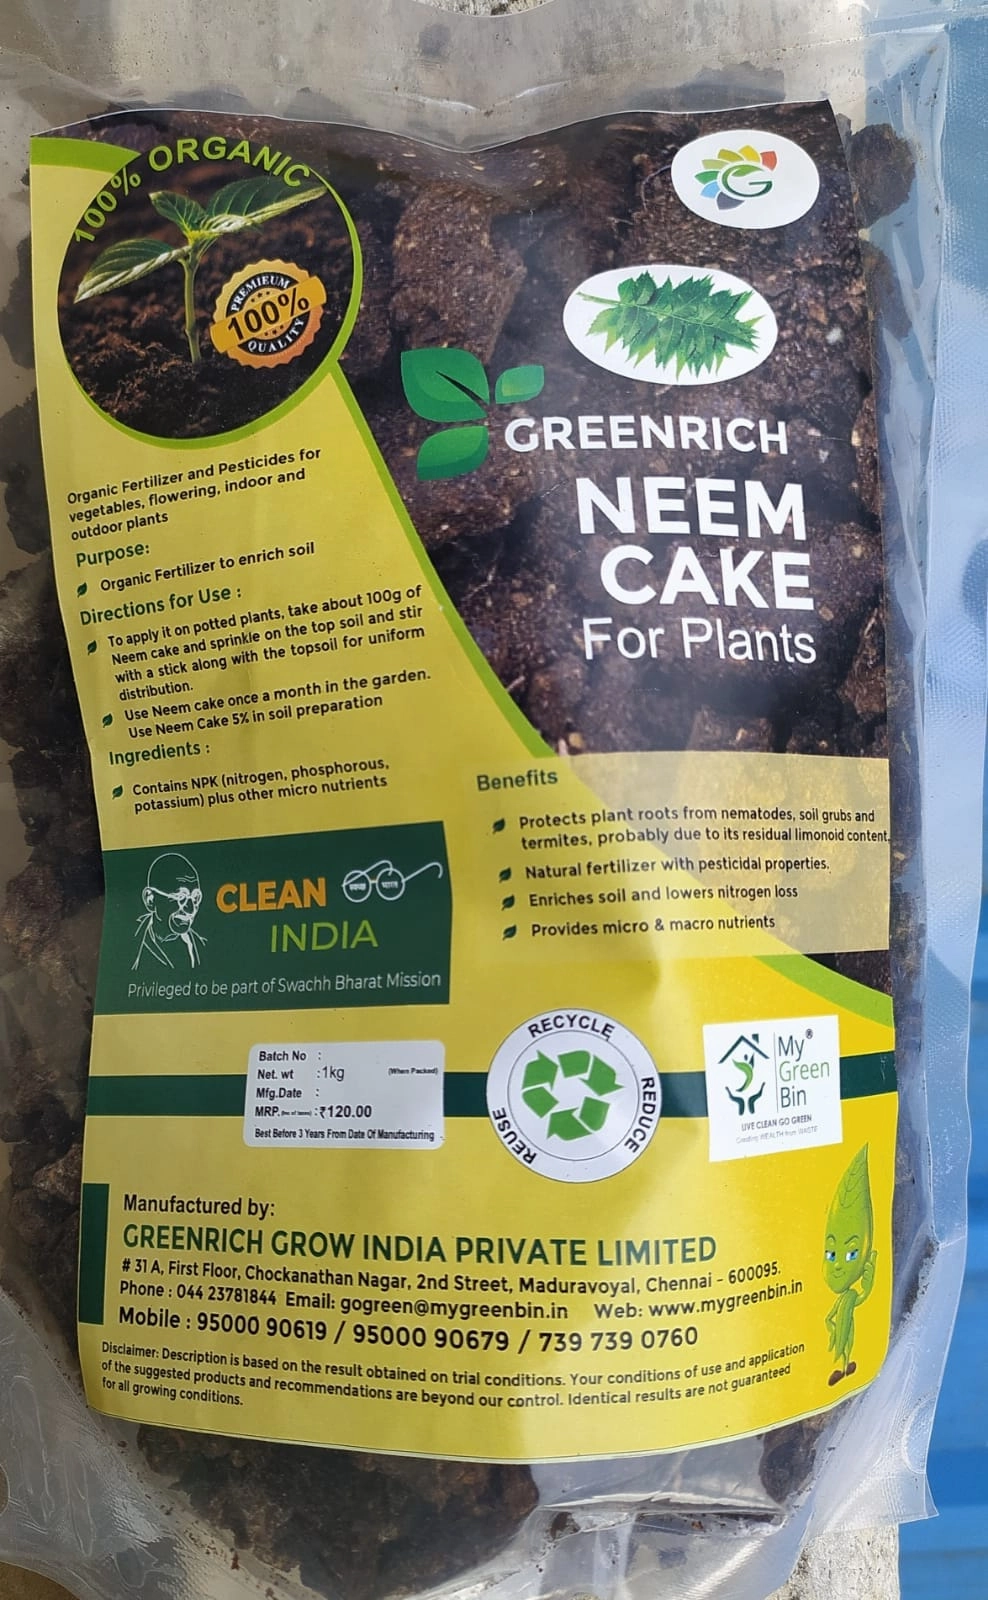 100% ORGANIC
PREMIEUM
100%
QUALITY
G
GREENRICH
NEEM
CAKE
For Plants
Organic Fertilizer and Pesticides for
vegetables, flowering, indoor and
outdoor plants
Purpose:
Organic Fertilizer to enrich soil
Directions for Use :
To apply it on potted plants, take about 100g of
Neem cake and sprinkle on the top soil and stir
with a stick along with the topsoil for uniform
distribution.
Use Neem cake once a month in the garden.
Use Neem Cake 5% in soil preparation
Ingredients :
Contains NPK (nitrogen, phosphorous,
potassium) plus other micro nutrients
Benefits
Protects plant roots from nematodes, soil grubs and
termites, probably due to its residual limonoid content.
Natural fertilizer with pesticidal properties.
Enriches soil and lowers nitrogen loss
Provides micro & macro nutrients
CLEAN
स्वच्छ भारत
INDIA
Privileged to be part of Swachh Bharat Mission
Batch No :
Net. wt :1kg (When Packed)
Mfg.Date :
MRP. :₹120.00
Best Before 3 Years From Date Of Manufacturing
RECYCLE
REDUCE
REUSE
My®
Green
Bin
LIVE CLEAN GO GREEN
Creating WEALTH from WASTE
Manufactured by:
GREENRICH GROW INDIA PRIVATE LIMITED
# 31 A, First Floor, Chockanathan Nagar, 2nd Street, Maduravoyal, Chennai - 600095.
Phone : 044 23781844 Email: gogreen@mygreenbin.in Web: www.mygreenbin.in
Mobile : 95000 90619 / 95000 90679 / 739 739 0760
Disclaimer: Description is based on the result obtained on trial conditions. Your conditions of use and application
of the suggested products and recommendations are beyond our control. Identical results are not guaranteed
for all growing conditions.